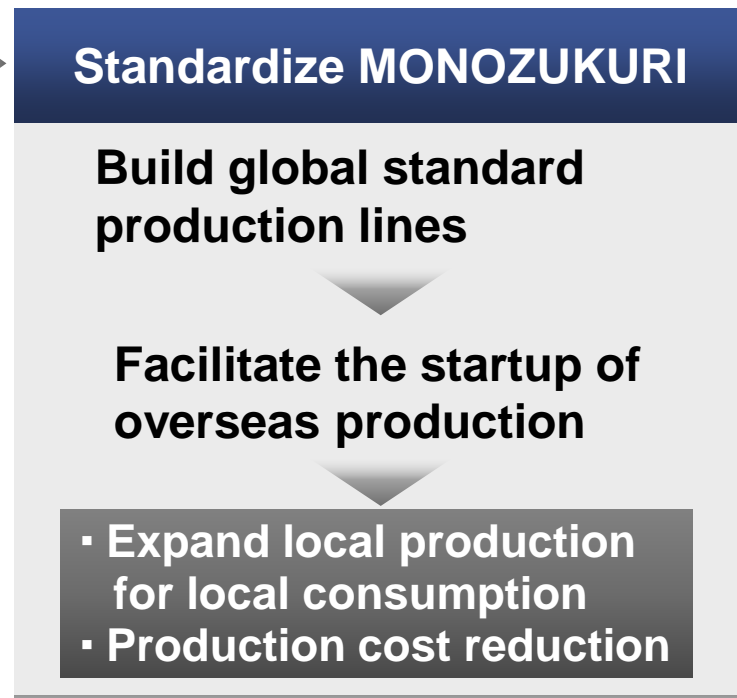 Standardize MONOZUKURI
Build global standard
production lines
Facilitate the startup of
overseas production
▪ Expand local production
for local consumption
▪ Production cost reduction